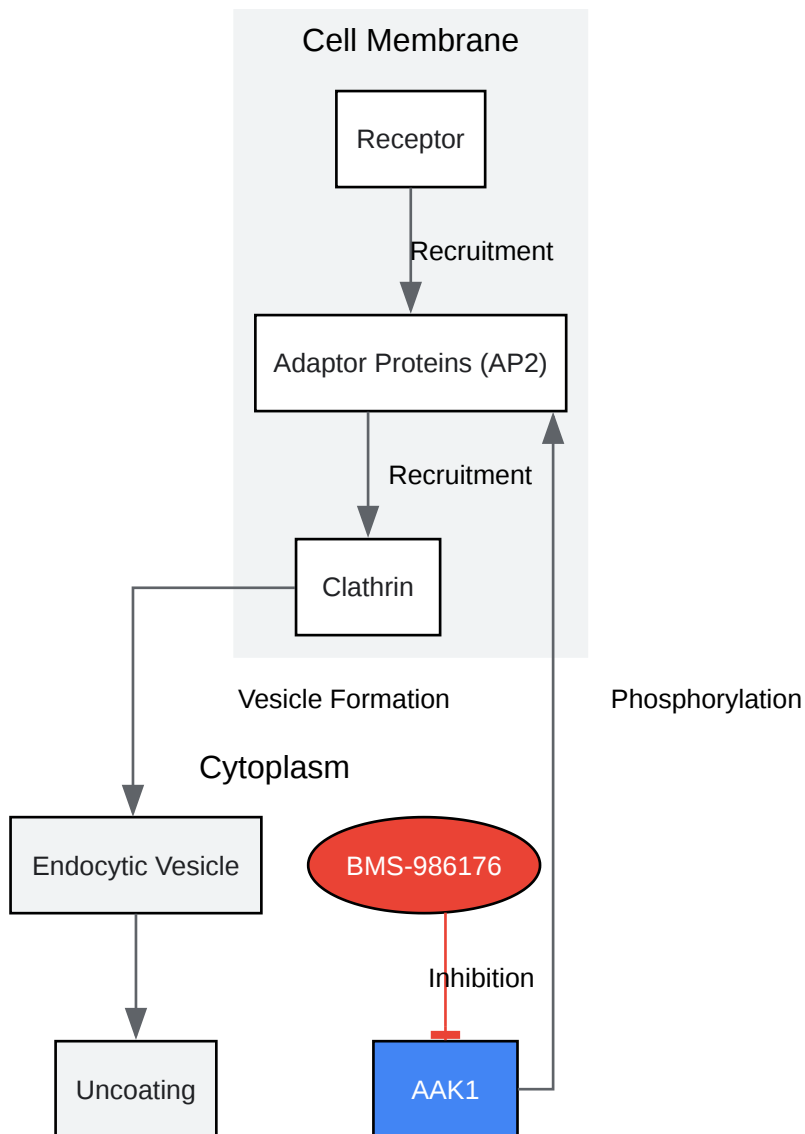 Cell Membrane
Receptor
Recruitment
Adaptor Proteins (AP2)
Recruitment
Clathrin
Vesicle Formation
Phosphorylation
Cytoplasm
Endocytic Vesicle
BMS-986176
Inhibition
Uncoating
AAK1